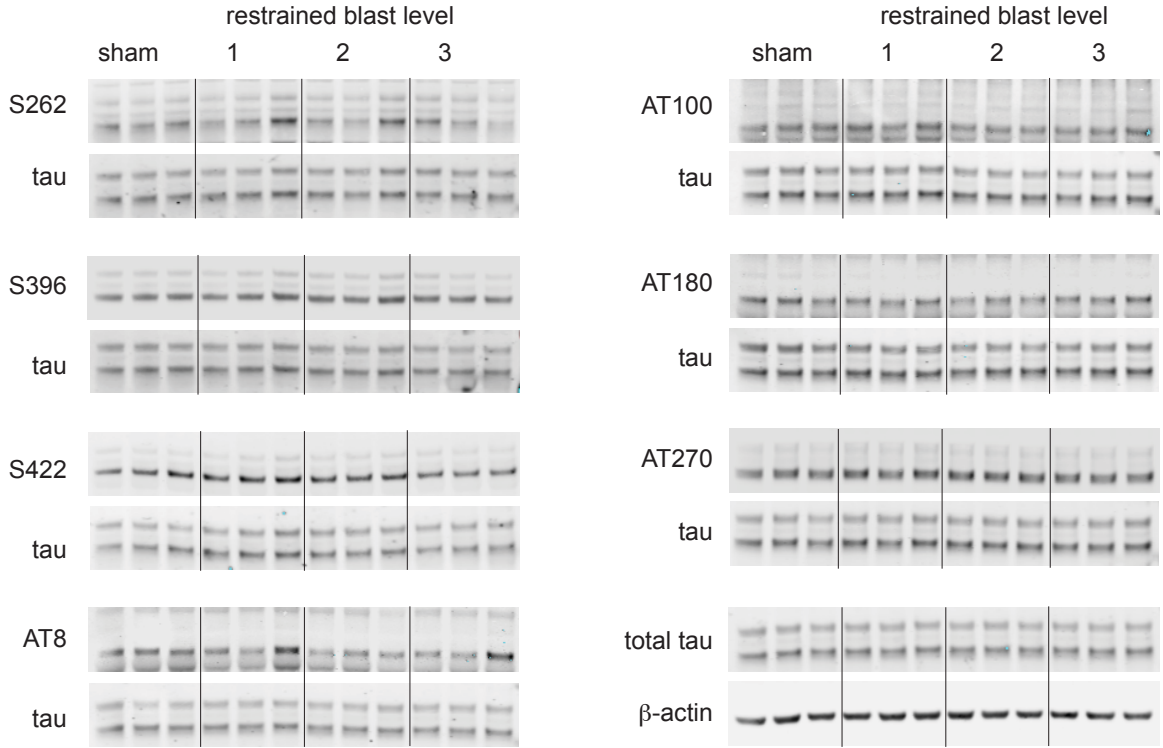 restrained blast level
sham 1 2 3
S262
tau
S396
tau
S422
tau
AT8
tau
restrained blast level
sham 1 2 3
AT100
tau
AT180
tau
AT270
tau
total tau
β-actin